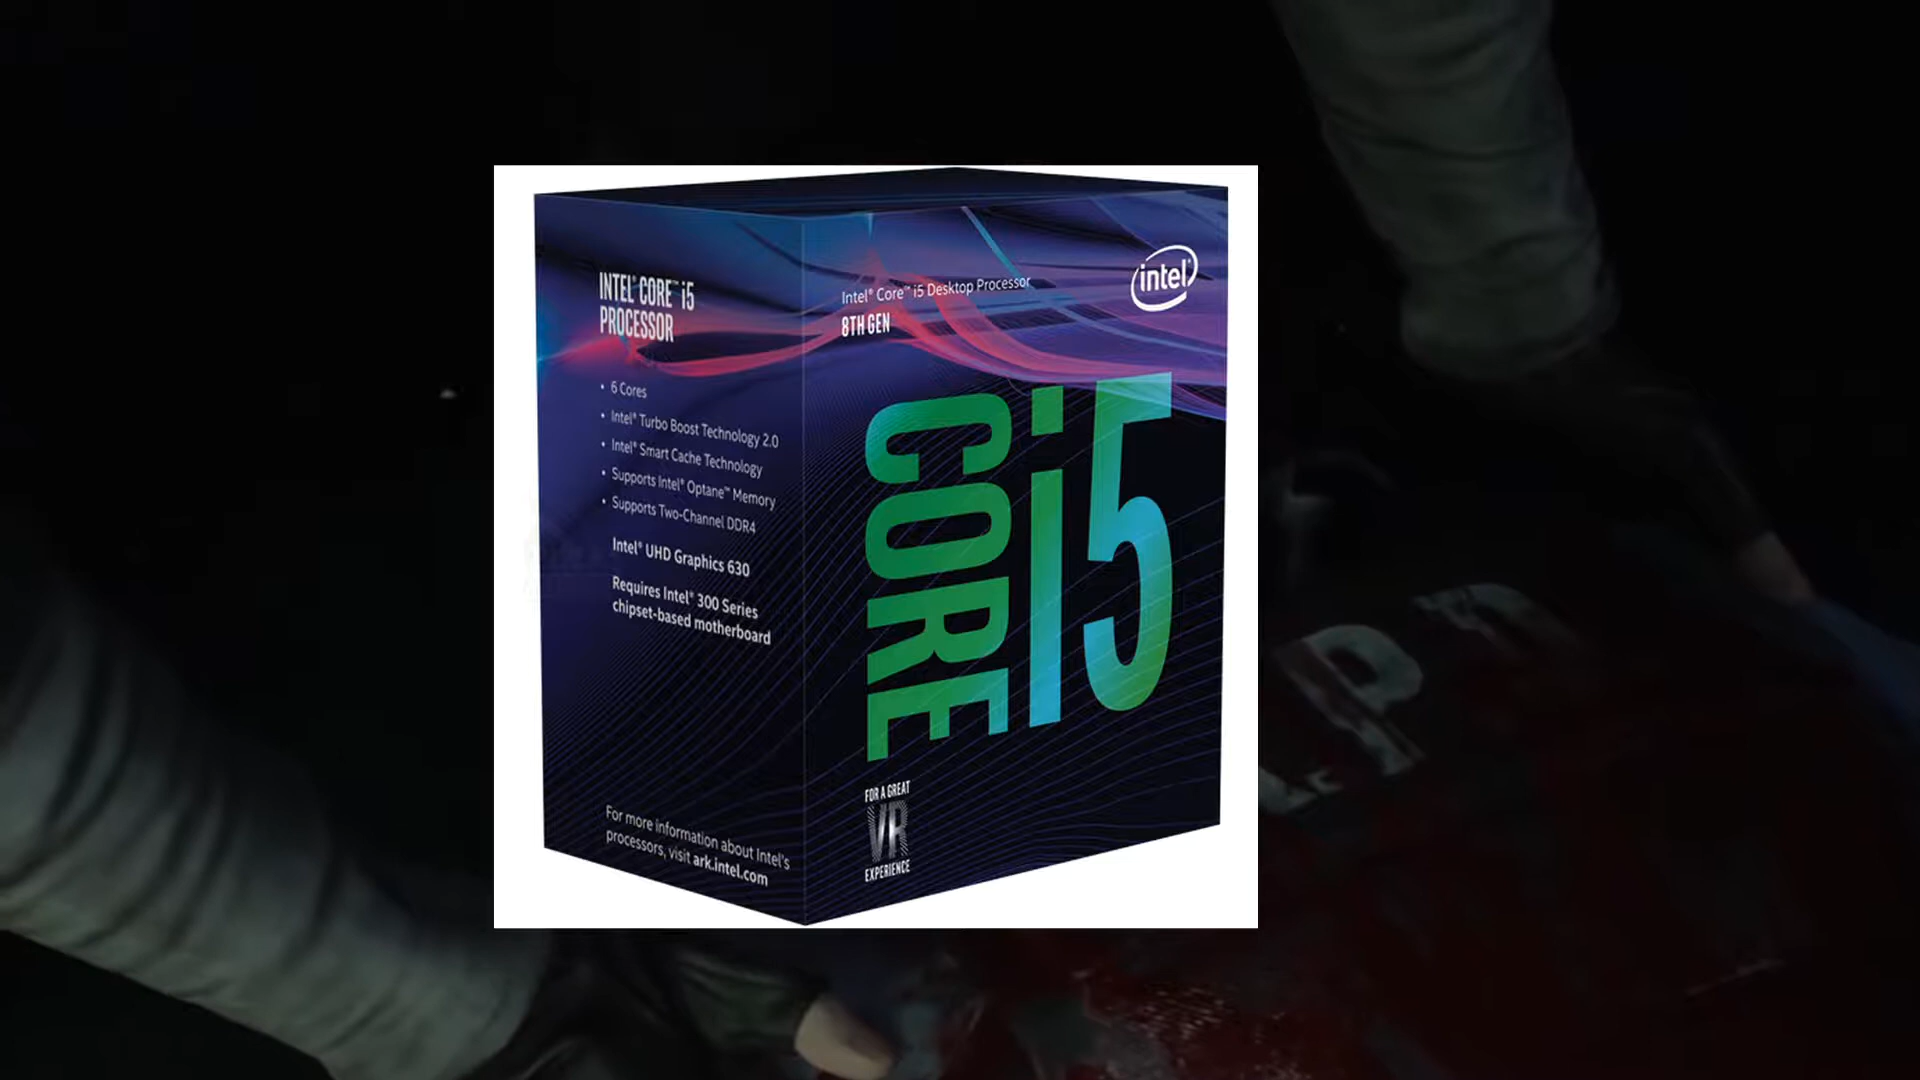 INTEL® CORE™ i5
PROCESSOR
• 6 Cores
• Intel® Turbo Boost Technology 2.0
• Intel® Smart Cache Technology
• Supports Intel® Optane™ Memory
• Supports Two-Channel DDR4
Intel® UHD Graphics 630
Requires Intel® 300 Series
chipset-based motherboard
For more information about Intel's
processors, visit ark.intel.com
intel®
Intel® Core™ i5 Desktop Processor
8TH GEN
CORE i5
FOR A GREAT
VR
EXPERIENCE